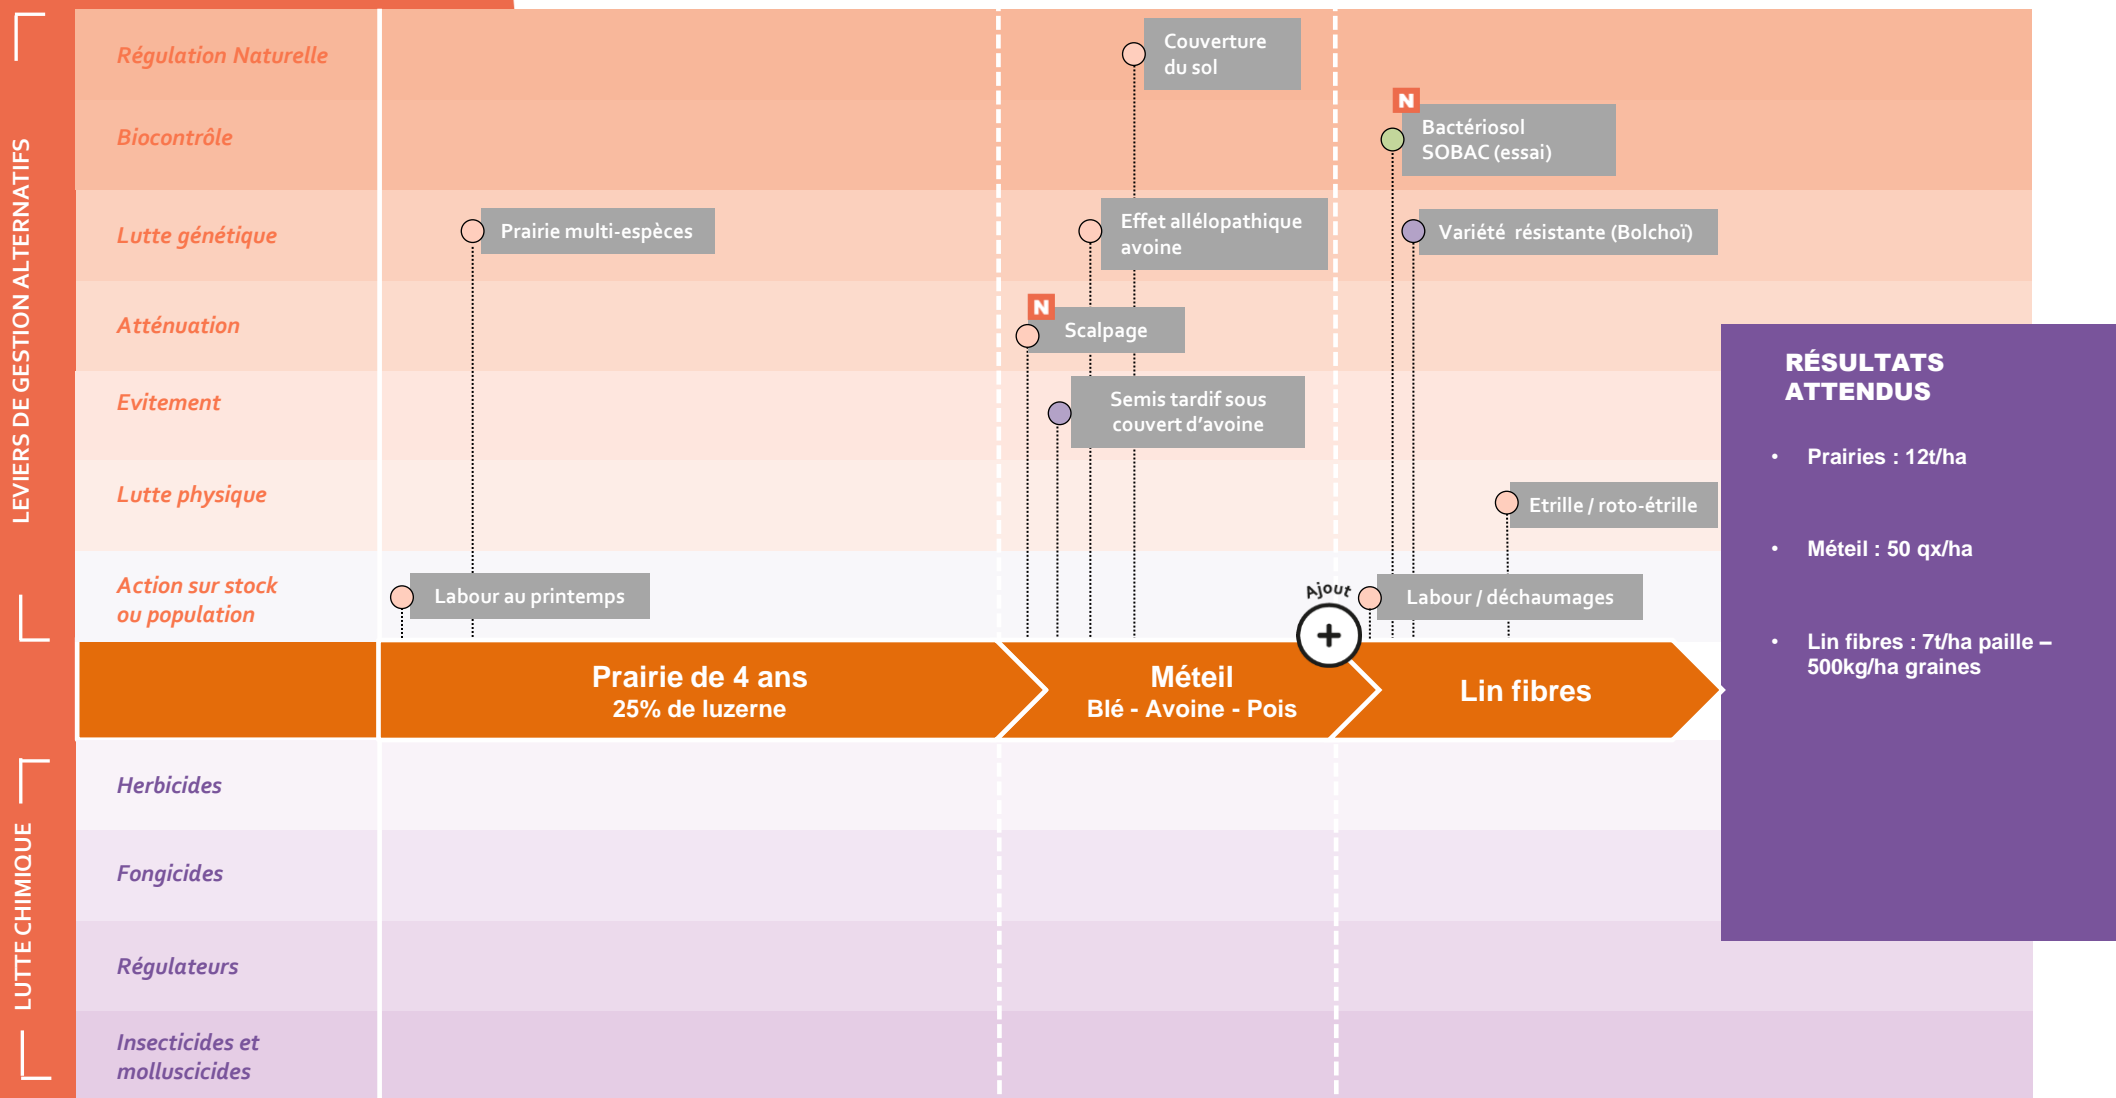 LEVIERS DE GESTION ALTERNATIFS
Régulation Naturelle
Couverture
du sol
Biocontrôle
N
Bactériosol
SOBAC (essai)
Lutte génétique
Prairie multi-espèces
Effet allélopathique
avoine
Variété résistante (Bolchoï)
Atténuation
N
Scalpage
Evitement
Semis tardif sous
couvert d'avoine
Lutte physique
Etrille / roto-étrille
Action sur stock
ou population
Labour au printemps
Ajout
+
Labour / déchaumages
Prairie de 4 ans
25% de luzerne
Méteil
Blé - Avoine - Pois
Lin fibres
RÉSULTATS
ATTENDUS
• Prairies : 12t/ha
• Méteil : 50 qx/ha
• Lin fibres : 7t/ha paille –
500kg/ha graines
LUTTE CHIMIQUE
Herbicides
Fongicides
Régulateurs
Insecticides et
molluscicides